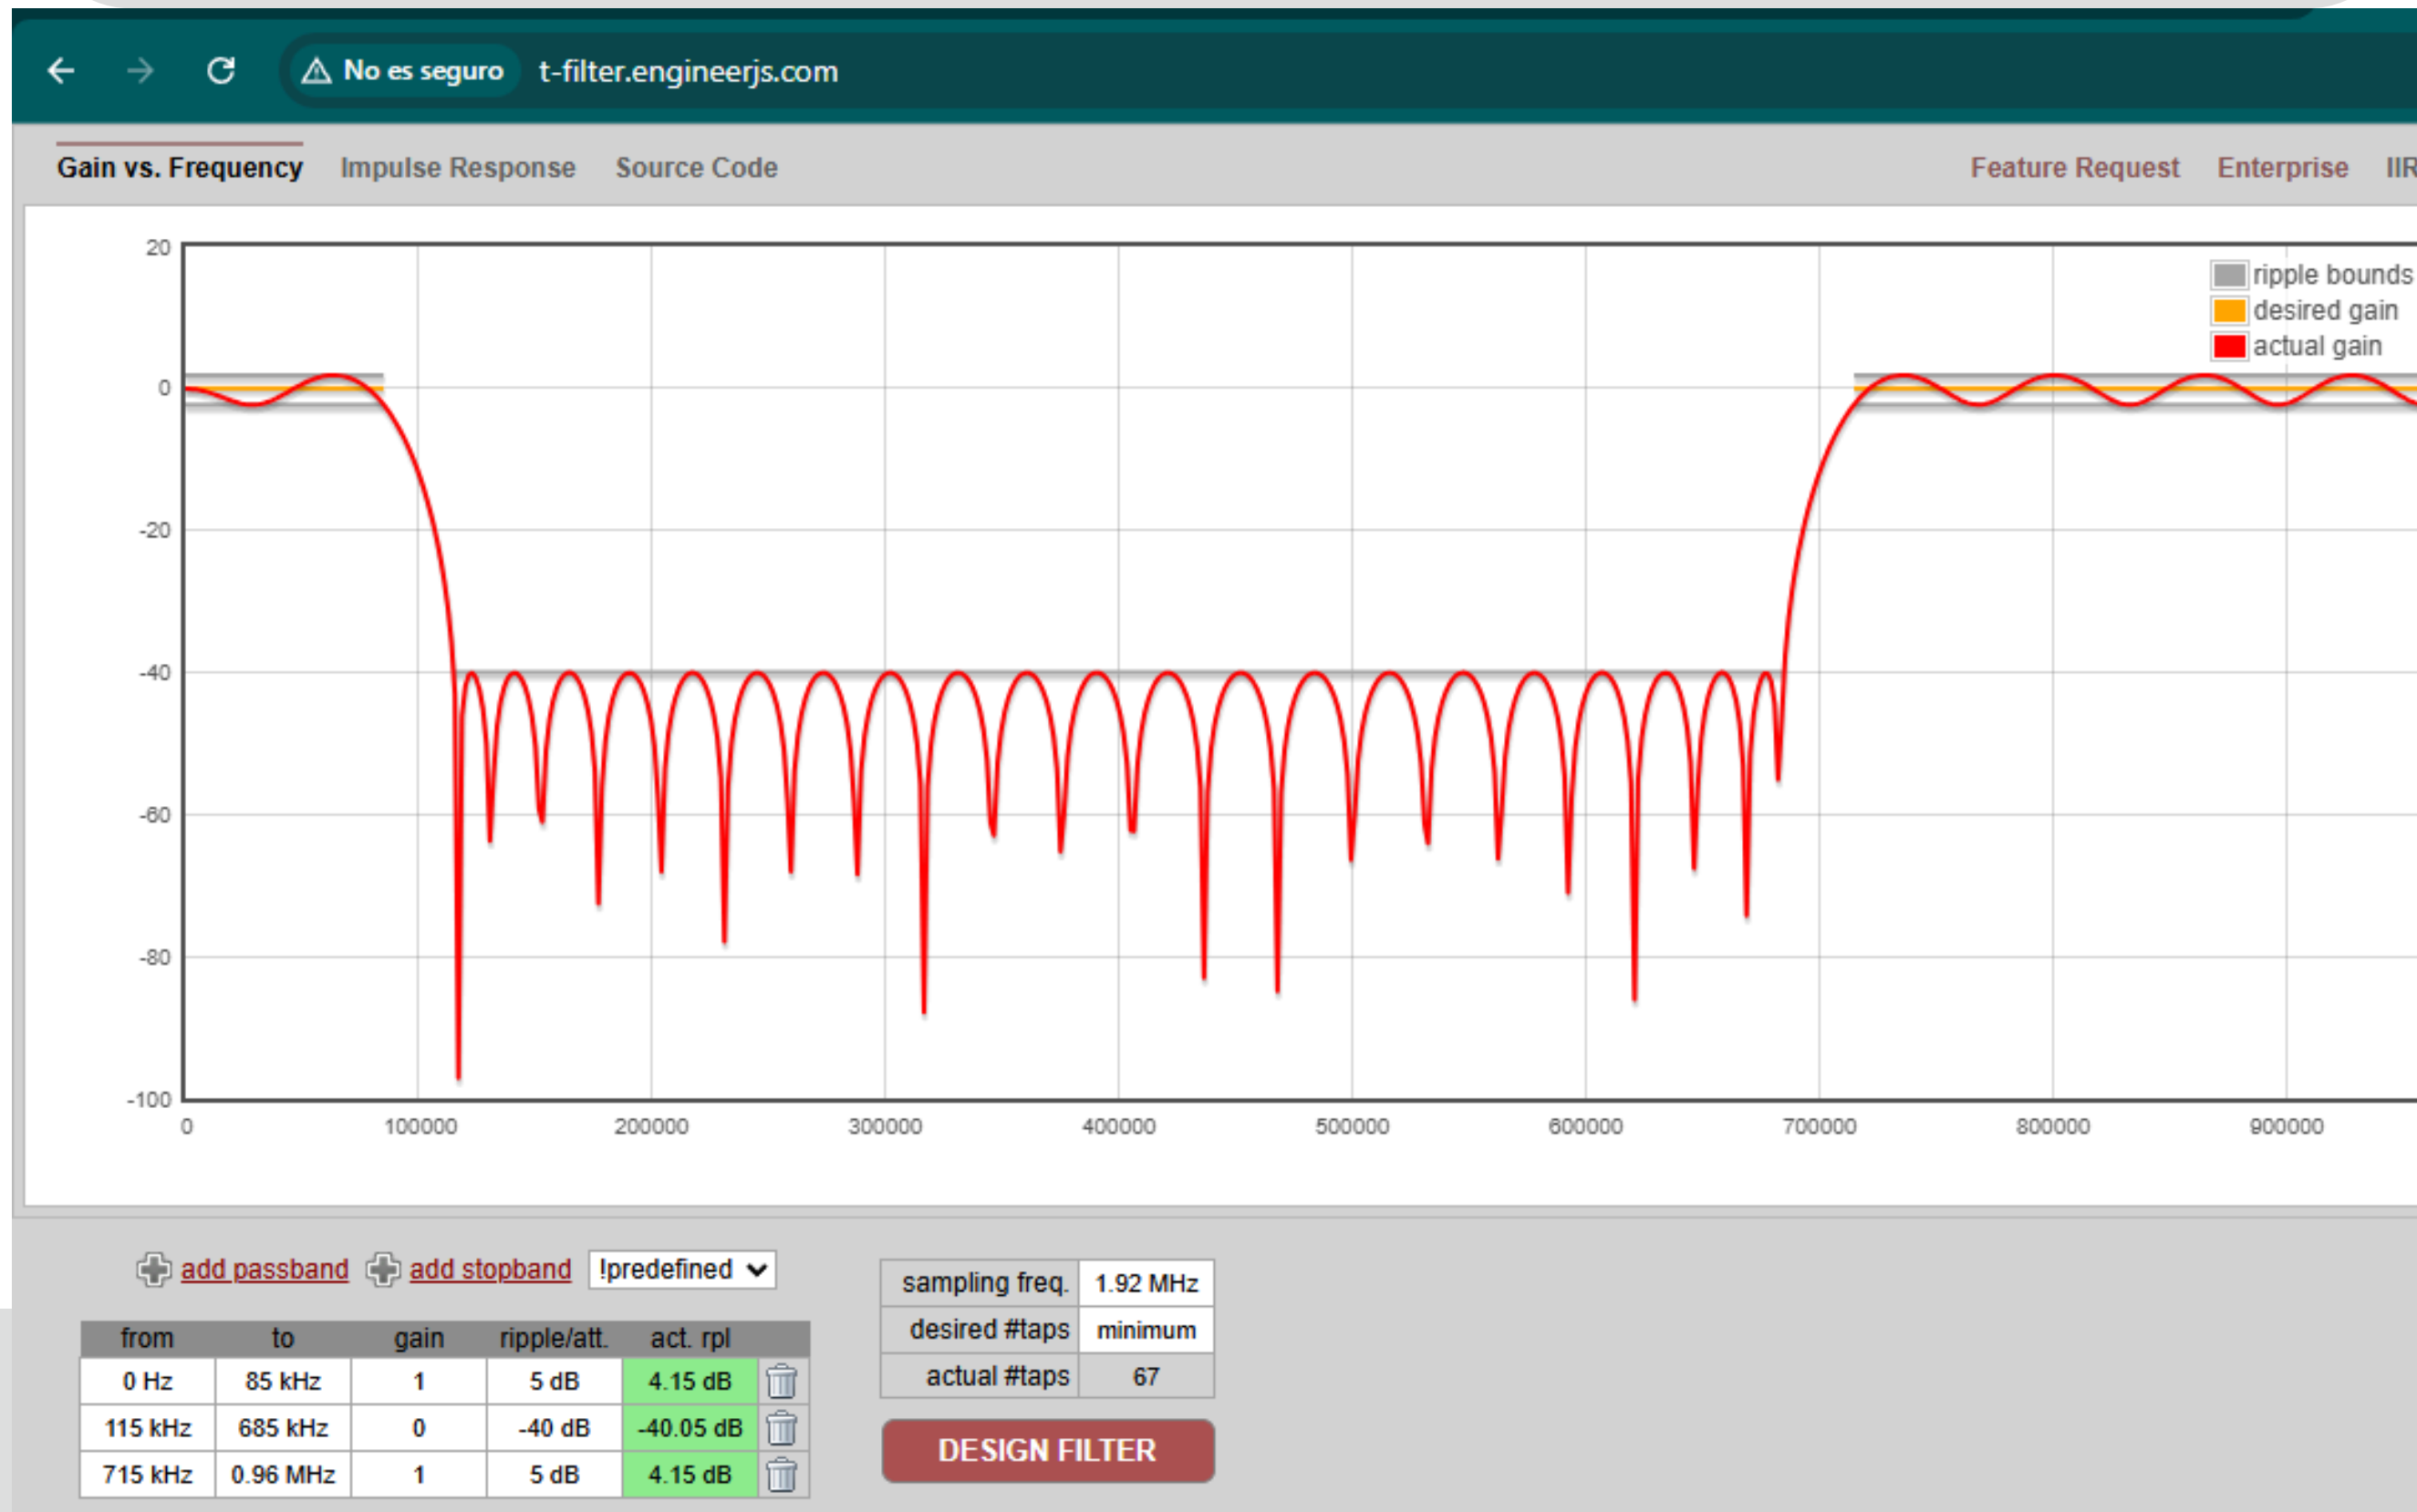 No es seguro t-filter.engineerjs.com
Gain vs. Frequency Impulse Response Source Code Feature Request Enterprise IIR
20
0
-20
-40
-60
-80
-100
ripple bounds
desired gain
actual gain
0 100000 200000 300000 400000 500000 600000 700000 800000 900000
add passband add stopband !predefined
from to gain ripple/att. act. rpl
0 Hz 85 kHz 1 5 dB 4.15 dB
115 kHz 685 kHz 0 -40 dB -40.05 dB
715 kHz 0.96 MHz 1 5 dB 4.15 dB
sampling freq. 1.92 MHz
desired #taps minimum
actual #taps 67
DESIGN FILTER